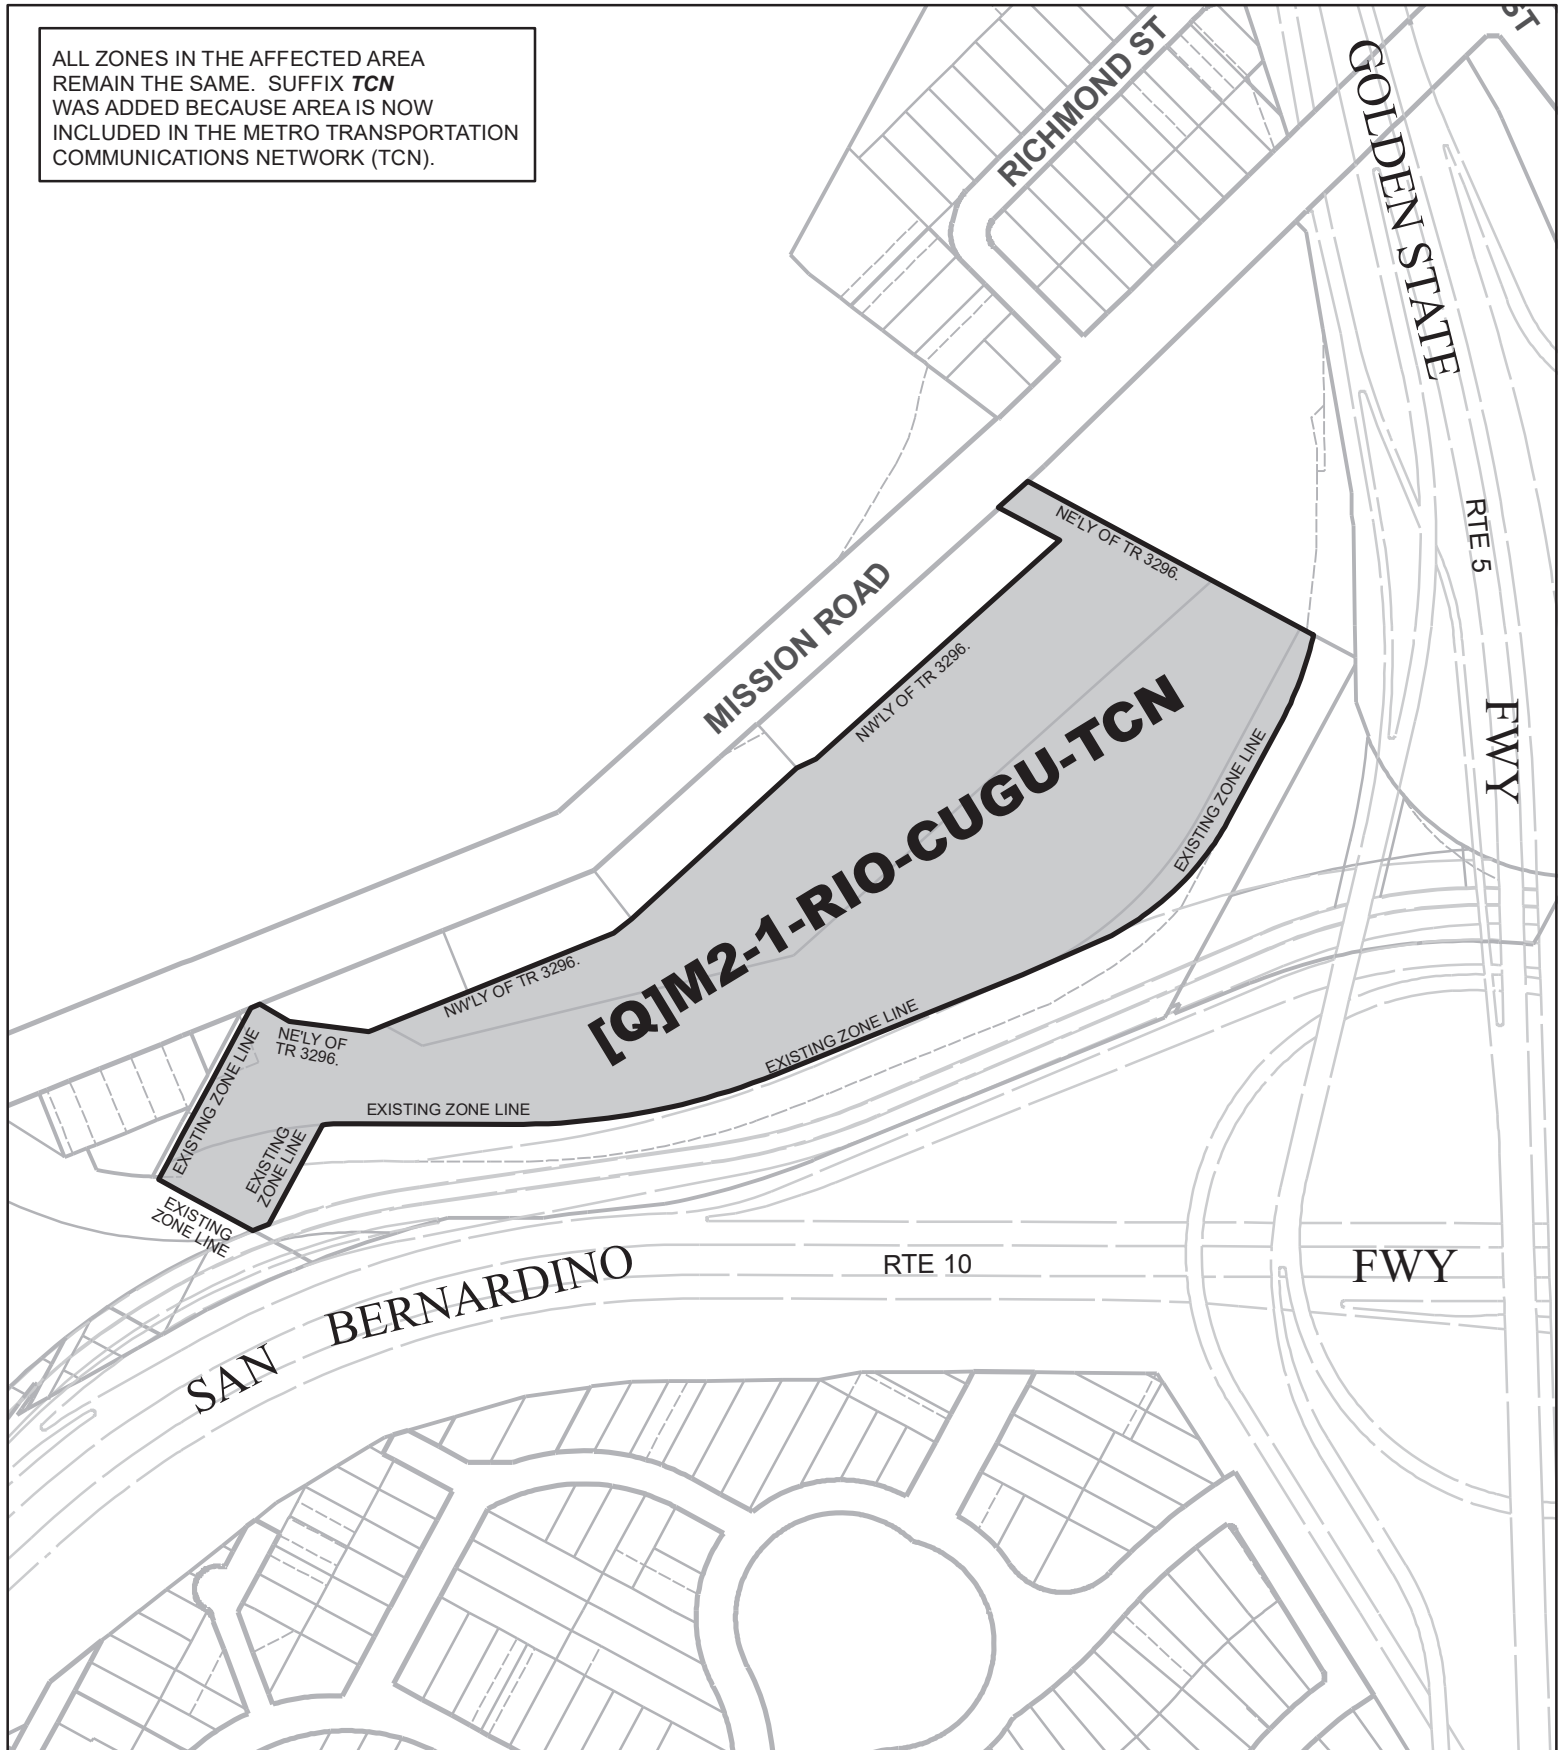 ALL ZONES IN THE AFFECTED AREA
REMAIN THE SAME. SUFFIX TCN
WAS ADDED BECAUSE AREA IS NOW
INCLUDED IN THE METRO TRANSPORTATION
COMMUNICATIONS NETWORK (TCN).
ST
RICHMOND ST
GOLDEN STATE
RTE 5
FWY
MISSION ROAD
NE'LY OF TR 3296.
NW'LY OF TR 3296.
[Q]M2-1-RIO-CUGU-TCN
EXISTING ZONE LINE
NW'LY OF TR 3296.
EXISTING ZONE LINE
NE'LY OF
TR 3296.
EXISTING ZONE LINE
EXISTING ZONE LINE
EXISTING
ZONE LINE
EXISTING
ZONE LINE
SAN BERNARDINO
RTE 10
FWY